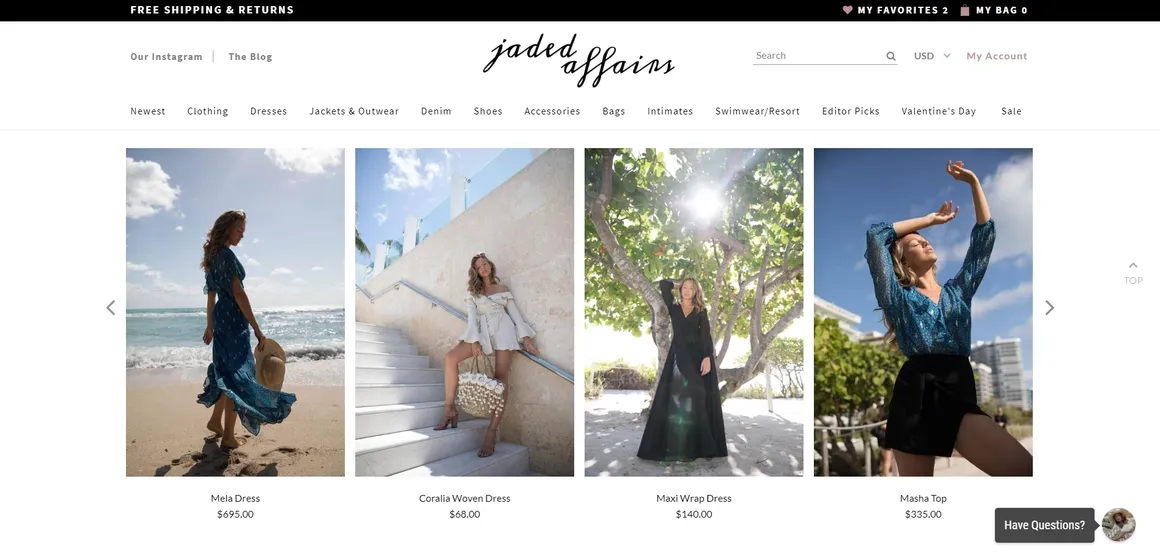 FREE SHIPPING & RETURNS
MY FAVORITES 2
MY BAG 0
Our Instagram
The Blog
jaded
affairs
Search
USD
My Account
Newest
Clothing
Dresses
Jackets & Outwear
Denim
Shoes
Accessories
Bags
Intimates
Swimwear/Resort
Editor Picks
Valentine's Day
Sale
TOP
Mela Dress
$695.00
Coralia Woven Dress
$68.00
Maxi Wrap Dress
$140.00
Masha Top
$335.00
Have Questions?